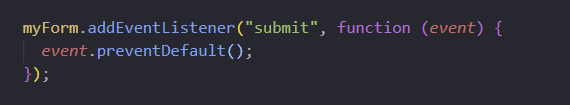 myForm.addEventListener("submit", function (event) {
  event.preventDefault();
});